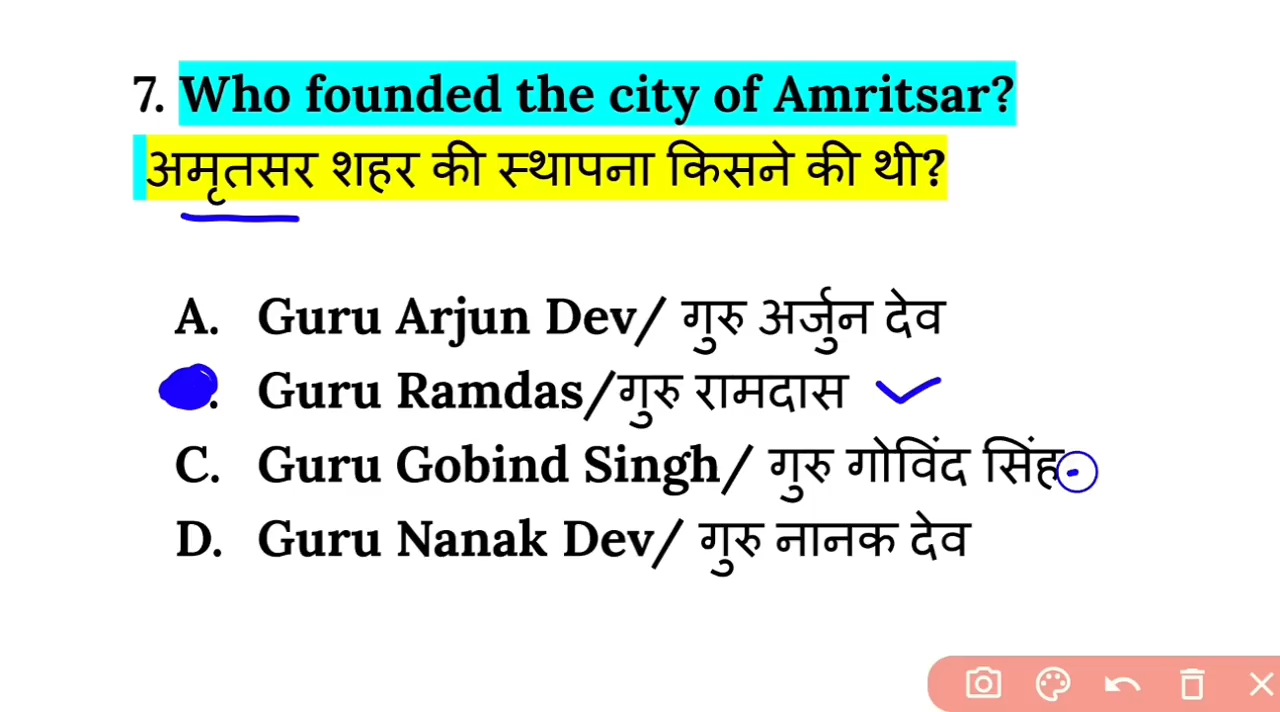 7. Who founded the city of Amritsar?
अमृतसर शहर की स्थापना किसने की थी?
A. Guru Arjun Dev/ गुरु अर्जुन देव
. Guru Ramdas/गुरु रामदास
C. Guru Gobind Singh/ गुरु गोविंद सिंह
D. Guru Nanak Dev/ गुरु नानक देव